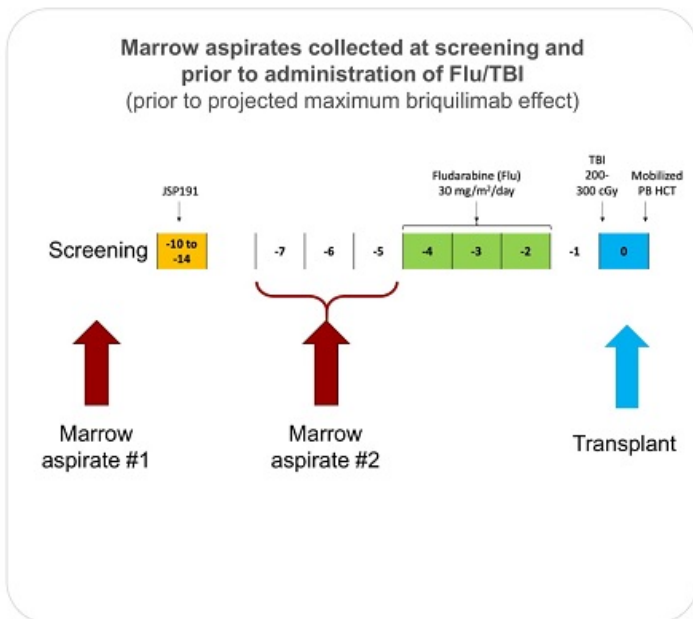 Marrow aspirates collected at screening and
prior to administration of Flu/TBI
(prior to projected maximum briquilimab effect)
JSP191
Fludarabine (Flu)
30 mg/m²/day
TBI
200-
300 cGy
Mobilized
PB HCT
Screening
-10 to
-14
-7
-6
-5
-4
-3
-2
-1
0
Marrow
aspirate #1
Marrow
aspirate #2
Transplant